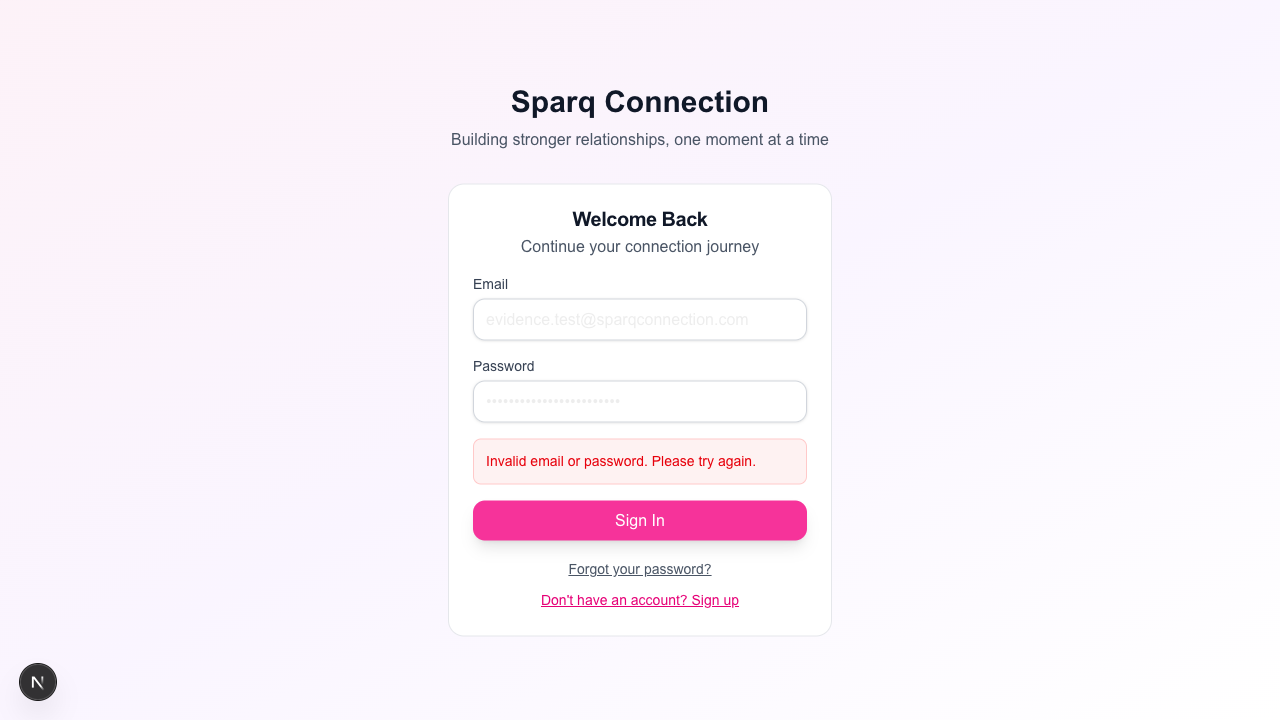 Sparq Connection
Building stronger relationships, one moment at a time
Welcome Back
Continue your connection journey
Email
evidence.test@sparqconnection.com
Password
••••••••••••••••••••••••
Invalid email or password. Please try again.
Sign In
Forgot your password?
Don't have an account? Sign up
N